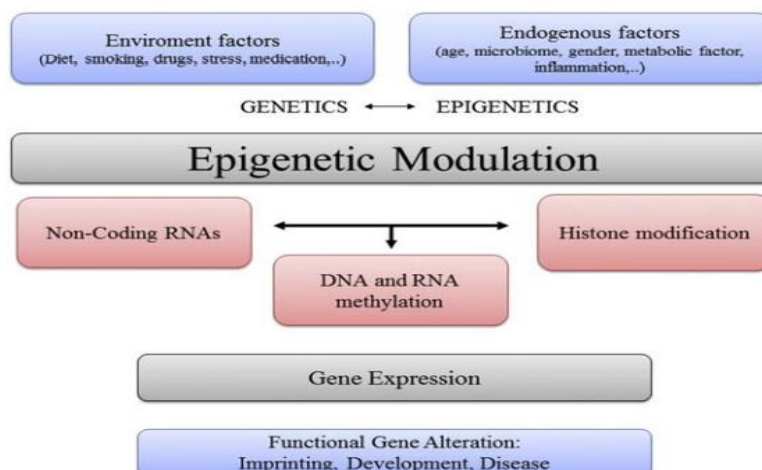 Enviroment factors
(Diet, smoking, drugs, stress, medication,..)
Endogenous factors
(age, microbiome, gender, metabolic factor,
inflammation,..)
GENETICS EPIGENETICS
Epigenetic Modulation
Non-Coding RNAs
Histone modification
DNA and RNA
methylation
Gene Expression
Functional Gene Alteration:
Imprinting, Development, Disease